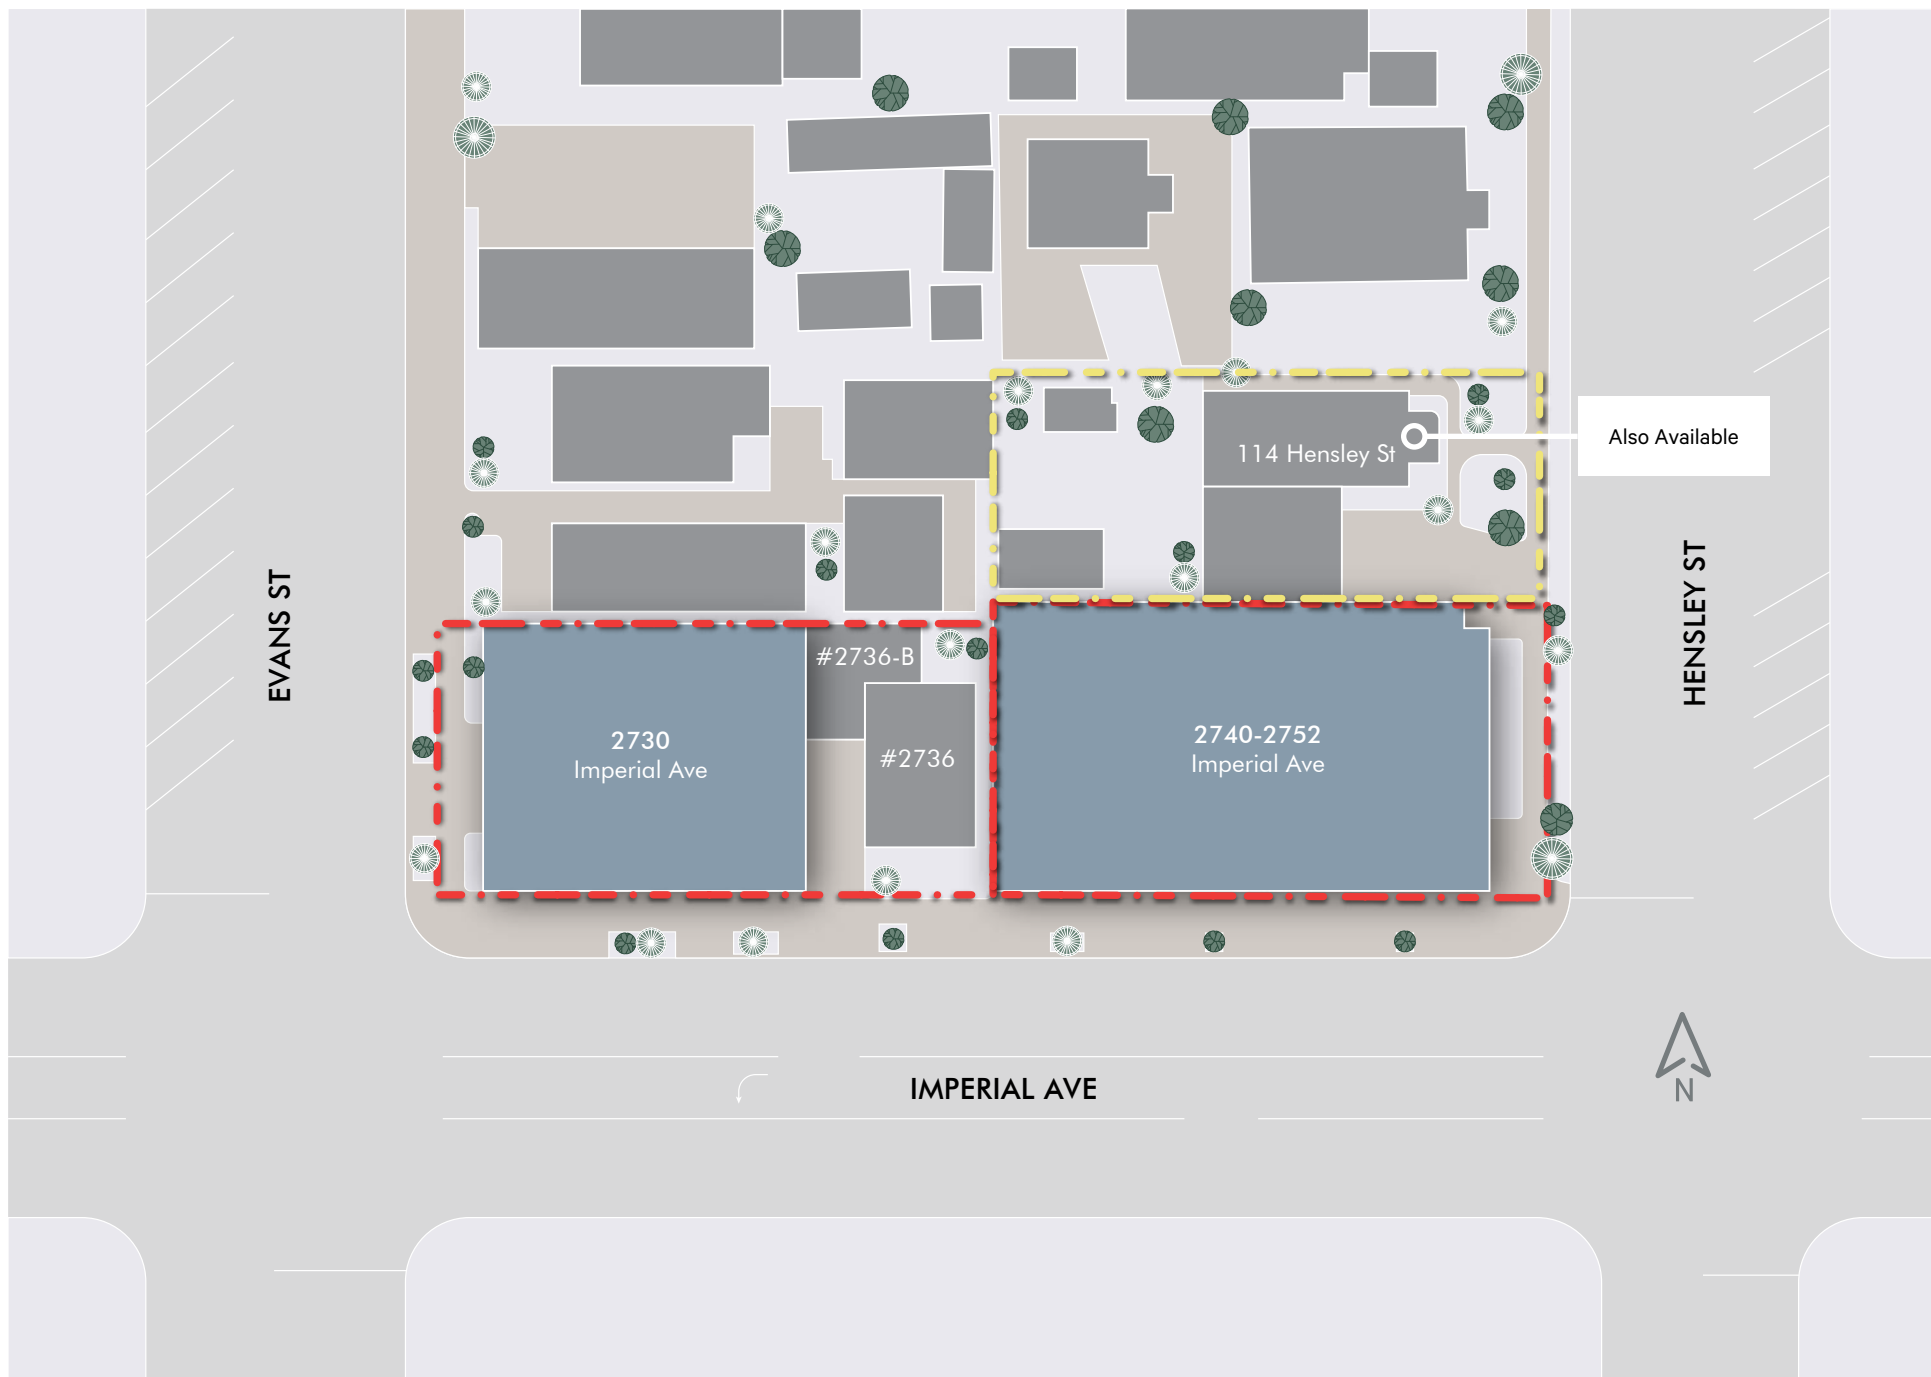 Also Available
114 Hensley St
EVANS ST
HENSLEY ST
#2736-B
2730
Imperial Ave
#2736
2740-2752
Imperial Ave
IMPERIAL AVE
N